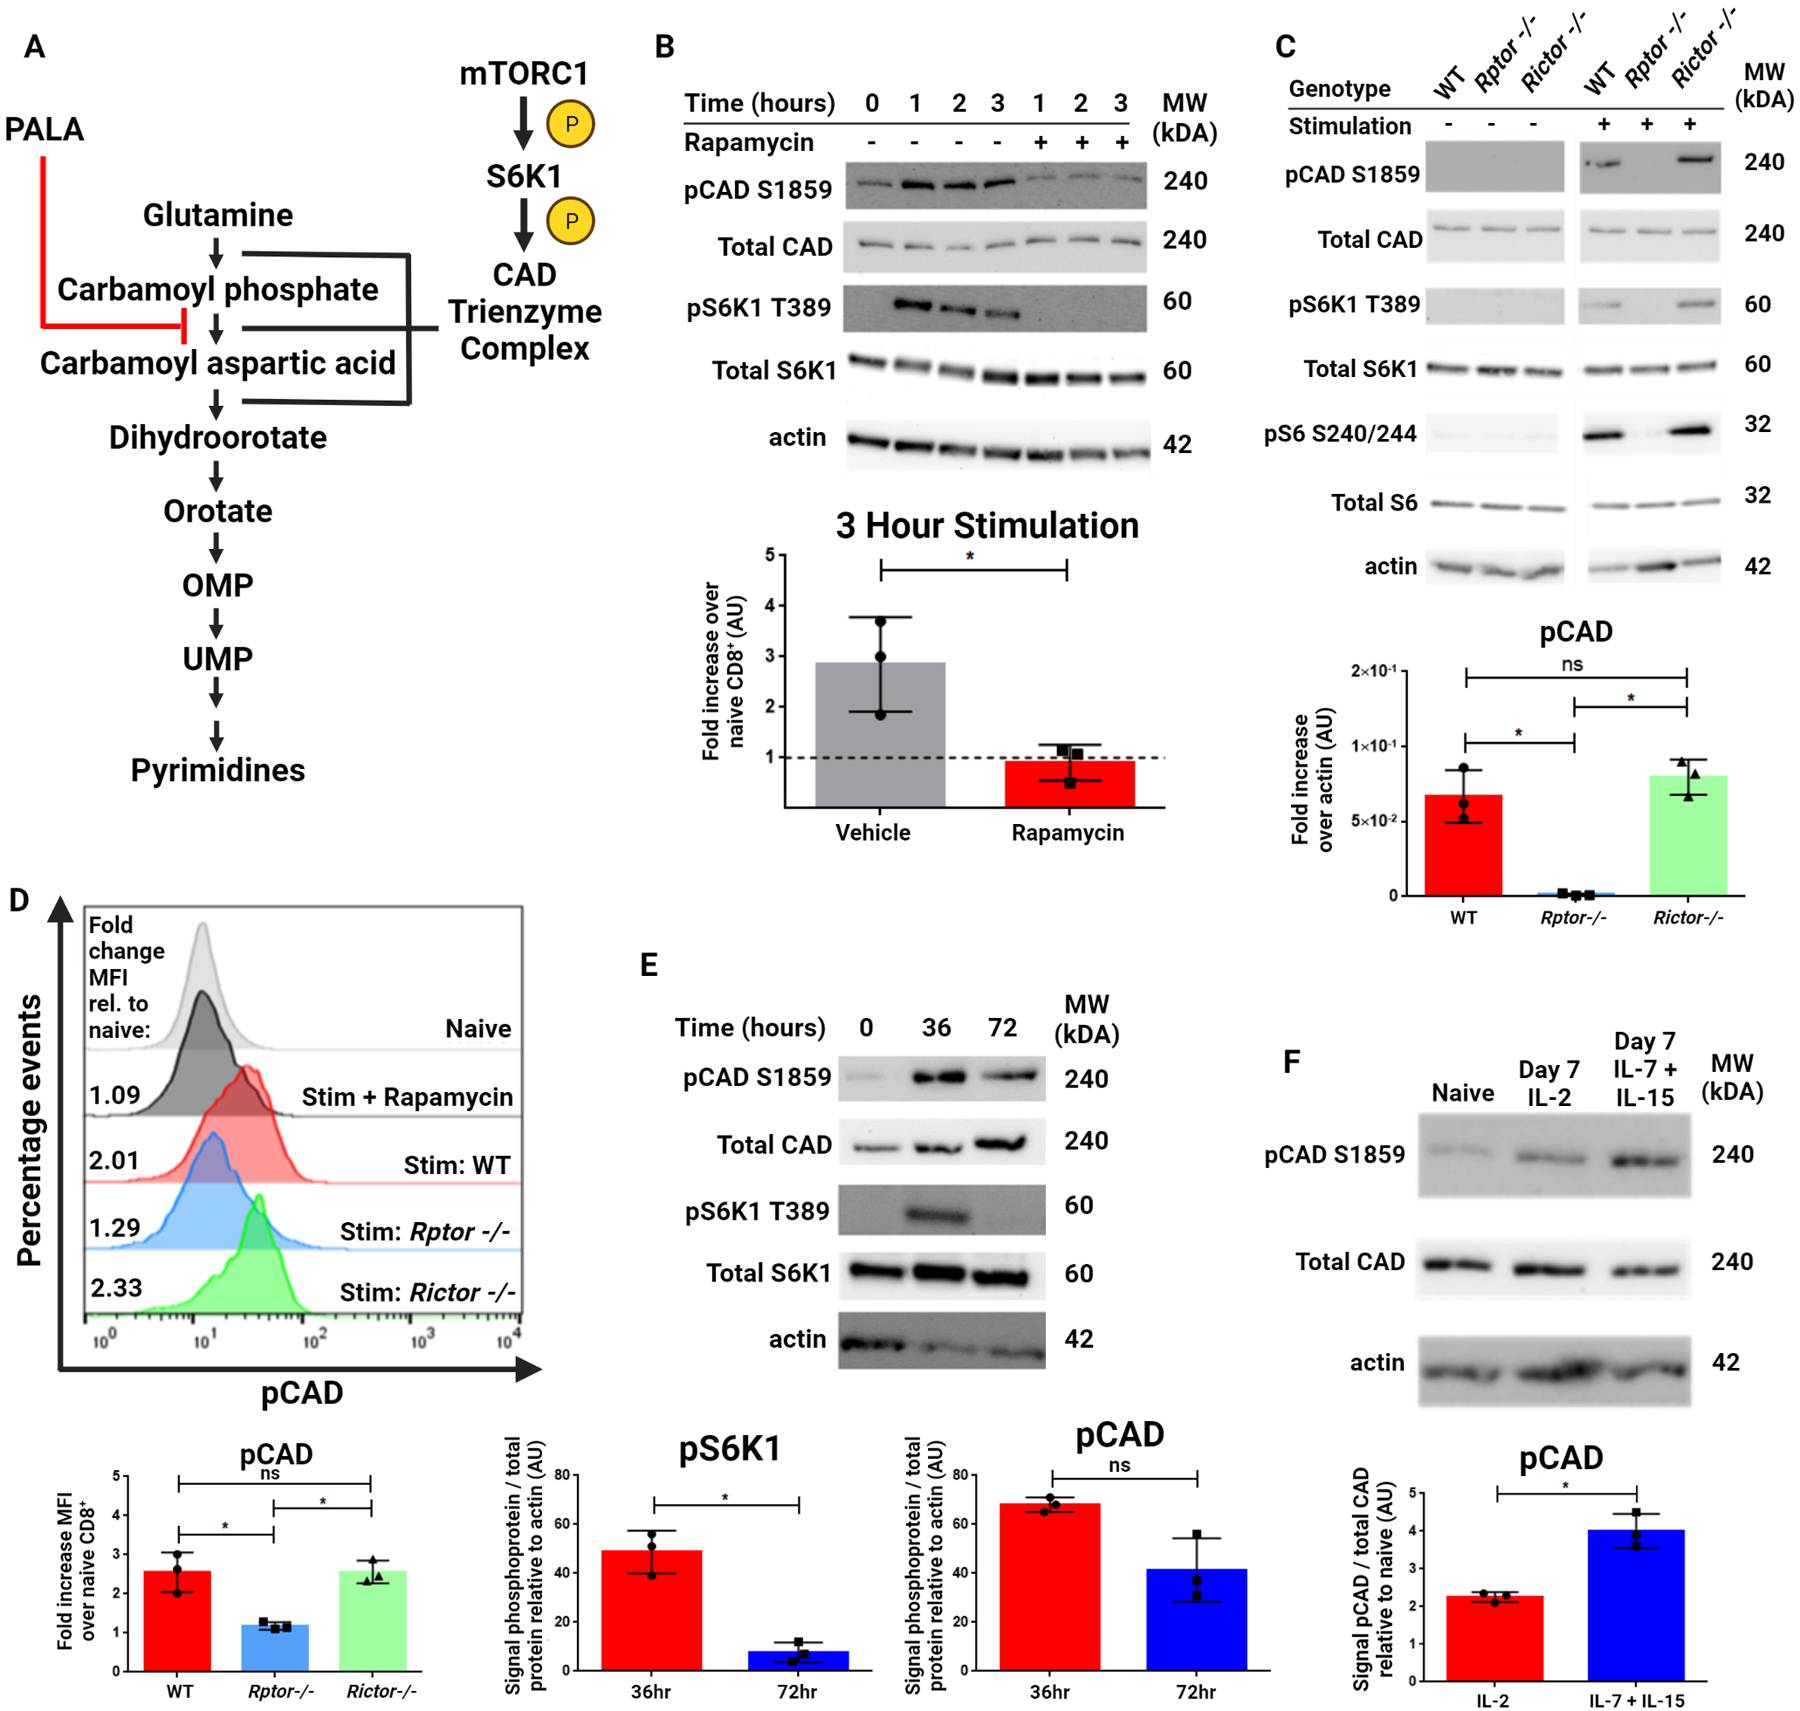 A
PALA
mTORC1
P
S6K1
P
CAD
Trienzyme
Complex
Glutamine
Carbamoyl phosphate
Carbamoyl aspartic acid
Dihydroorotate
Orotate
OMP
UMP
Pyrimidines
B
Time (hours) 0 1 2 3 1 2 3 MW
(kDA)
Rapamycin - - - - + + +
pCAD S1859 240
Total CAD 240
pS6K1 T389 60
Total S6K1 60
actin 42
3 Hour Stimulation
Fold increase over
naive CD8⁺ (AU)
5
4
3
2
1
*
Vehicle Rapamycin
C
Genotype WT Rptor -/- Rictor -/- WT Rptor -/- Rictor -/- MW
(kDA)
Stimulation - - - + + +
pCAD S1859 240
Total CAD 240
pS6K1 T389 60
Total S6K1 60
pS6 S240/244 32
Total S6 32
actin 42
pCAD
Fold increase
over actin (AU)
2×10⁻¹
1×10⁻¹
5×10⁻²
0
ns
*
*
WT Rptor-/- Rictor-/-
D
Percentage events
Fold
change
MFI
rel. to
naive:
Naive
1.09 Stim + Rapamycin
2.01 Stim: WT
1.29 Stim: Rptor -/-
2.33 Stim: Rictor -/-
10⁰ 10¹ 10² 10³ 10⁴
pCAD
pCAD
Fold increase MFI
over naive CD8⁺
5
4
3
2
1
0
ns
*
*
WT Rptor-/- Rictor-/-
E
Time (hours) 0 36 72 MW
(kDA)
pCAD S1859 240
Total CAD 240
pS6K1 T389 60
Total S6K1 60
actin 42
pS6K1
Signal phosphoprotein / total
protein relative to actin (AU)
80
60
40
20
0
*
36hr 72hr
pCAD
Signal phosphoprotein / total
protein relative to actin (AU)
80
60
40
20
0
ns
36hr 72hr
F
Naive
Day 7
IL-2
Day 7
IL-7 +
IL-15
MW
(kDA)
pCAD S1859 240
Total CAD 240
actin 42
pCAD
Signal pCAD / total CAD
relative to naive (AU)
5
4
3
2
1
0
*
IL-2 IL-7 + IL-15